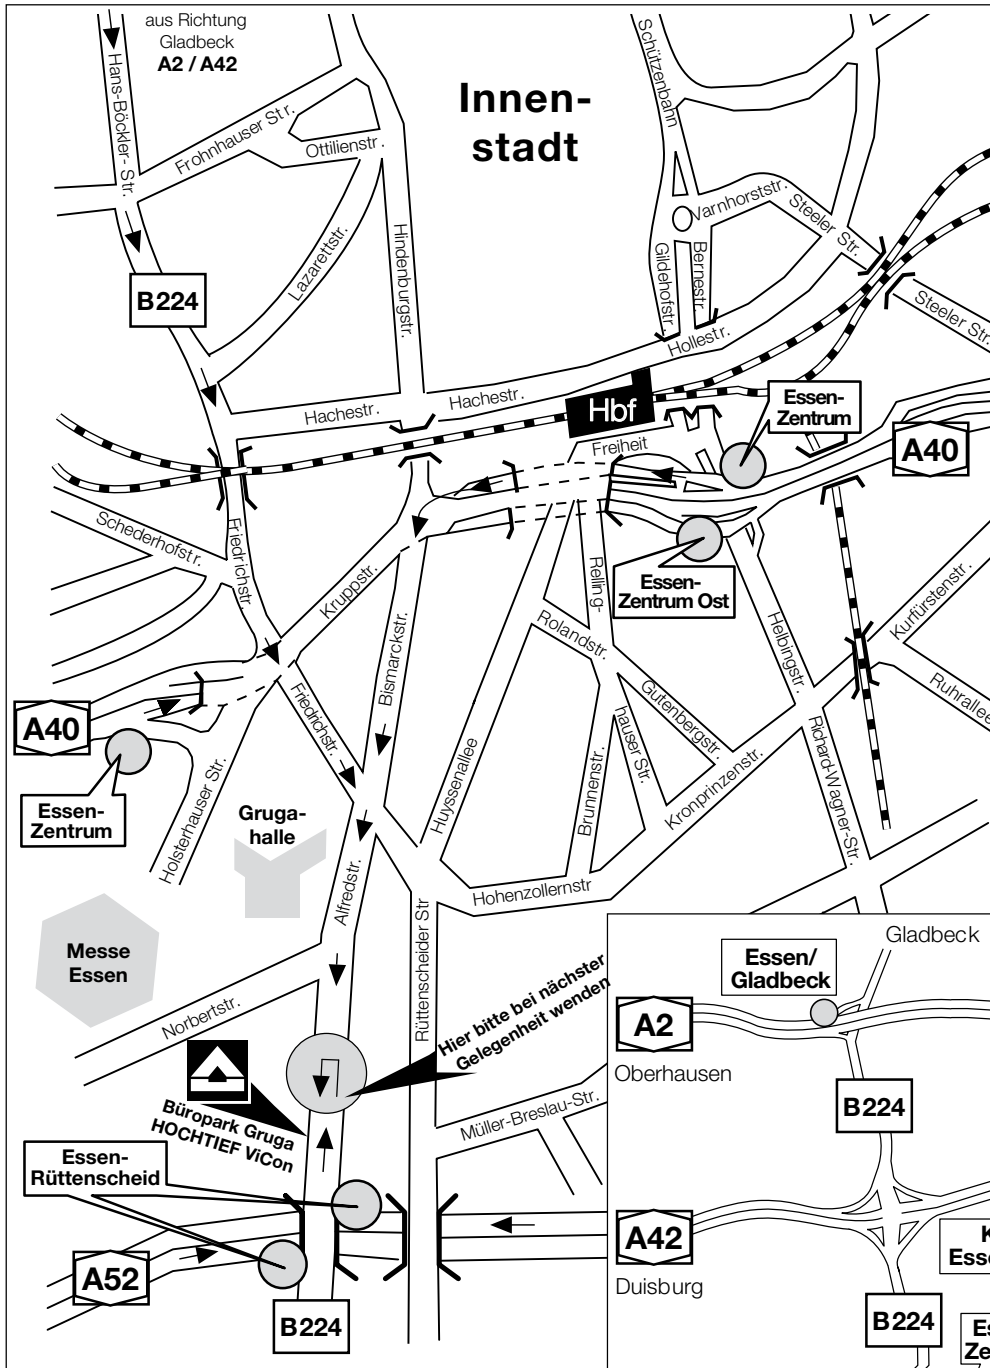 aus Richtung
Gladbeck
A2 / A42
Innen-
stadt
Hans-Böckler- Str.
Frohnhauser Str.
Ottilienstr.
Schützenbahn
Varnhorststr.
Steeler Str.
Lazarettstr.
Hindenburgstr.
Gildehofstr.
Bernestr.
B224
Steeler Str.
Hollestr.
Hachestr.
Hachestr.
Hbf
Essen-
Zentrum
Freiheit
A40
Schederhofstr.
Friedrichstr.
Kruppstr.
Essen-
Zentrum Ost
Relling-
hauser Str.
Rolandstr.
Helbingstr.
Kurfürstenstr.
Ruhrallee
Bismarckstr.
Gutenbergstr.
Friedrichstr.
A40
Huyssenallee
Brunnenstr.
Kronprinzenstr.
Richard-Wagner-Str.
Essen-
Zentrum
Holsterhauser Str.
Gruga-
halle
Alfredstr.
Hohenzollernstr
Rüttenscheider Str
Messe
Essen
Norbertstr.
Hier bitte bei nächster
Gelegenheit wenden
Büropark Gruga
HOCHTIEF ViCon
Müller-Breslau-Str.
Essen-
Rüttenscheid
A52
B224
Gladbeck
Essen/
Gladbeck
A2
Oberhausen
B224
A42
Duisburg
B224